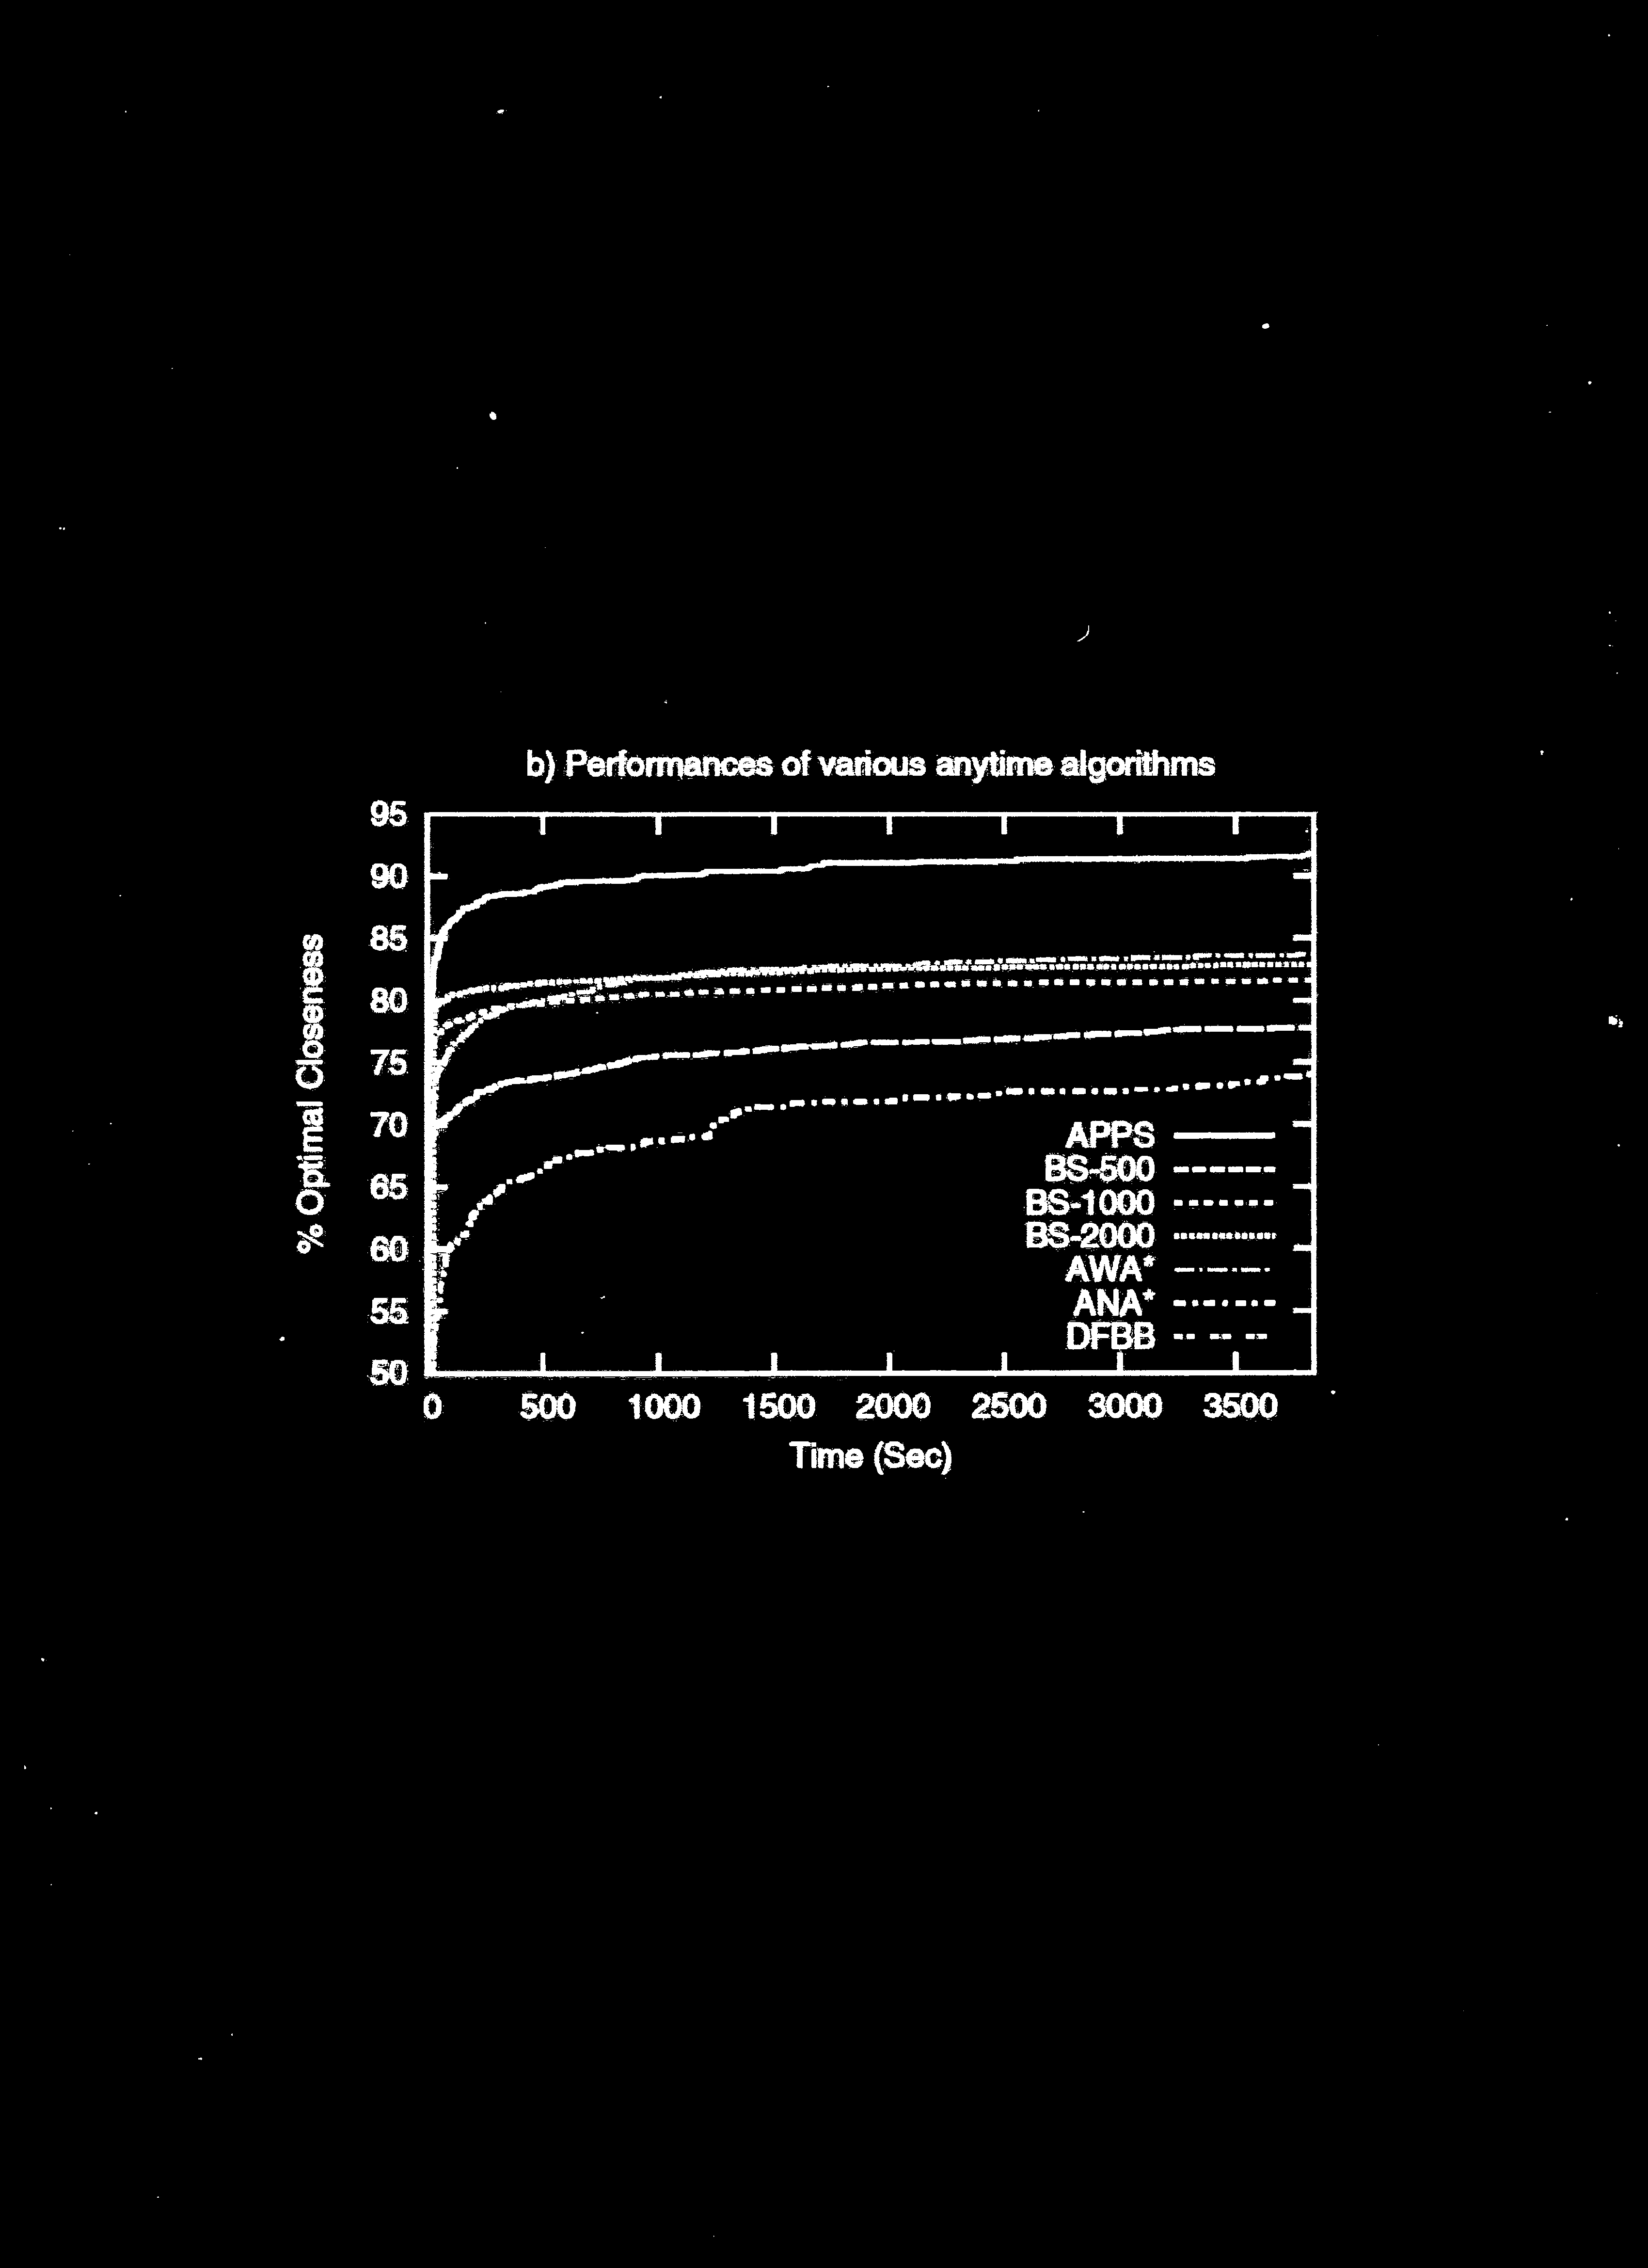 b) Performances of various anytime algorithms
95
90
85
80
75
70
65
60
55
50
% Optimal Closeness
APPS
BS-500
BS-1000
BS-2000
AWA*
ANA*
DFBB
0 500 1000 1500 2000 2500 3000 3500
Time (Sec)